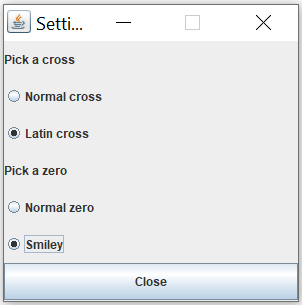 Setti...
Pick a cross
Normal cross
Latin cross
Pick a zero
Normal zero
Smiley
Close